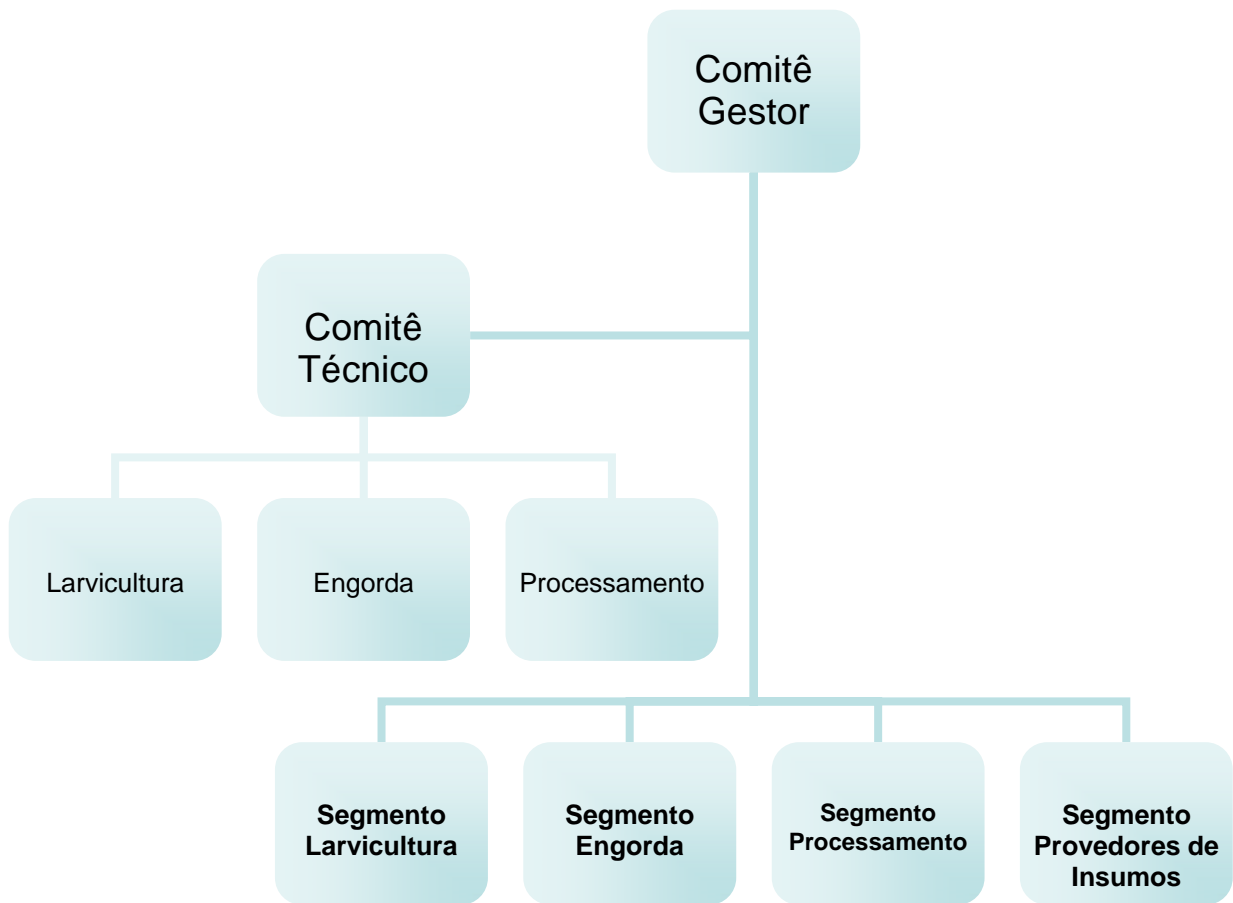 Comitê
Gestor
Comitê
Técnico
Larvicultura
Engorda
Processamento
Segmento
Larvicultura
Segmento
Engorda
Segmento
Processamento
Segmento
Provedores de
Insumos